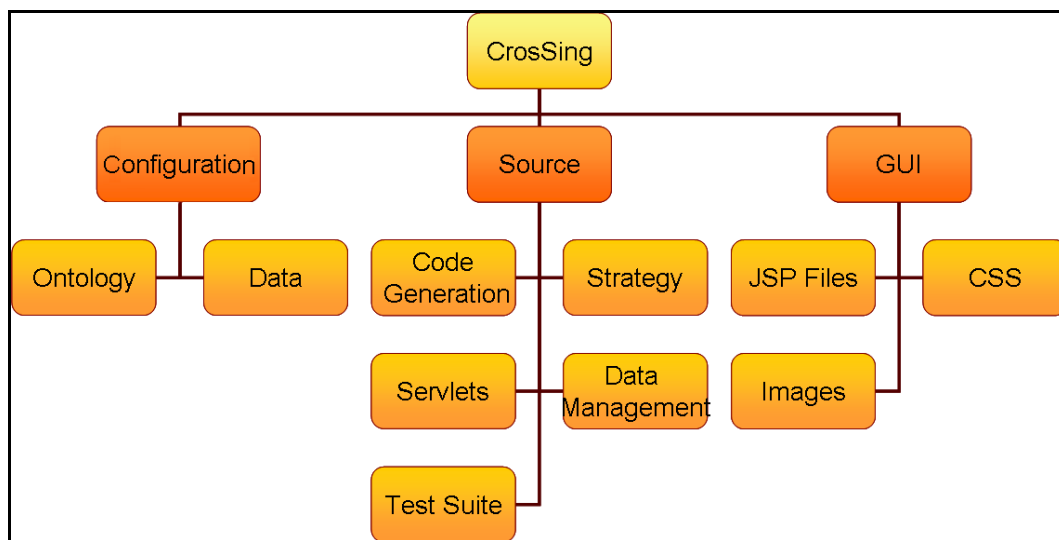 CrosSing
Configuration
Source
GUI
Ontology
Data
Code
Generation
Strategy
JSP Files
CSS
Servlets
Data
Management
Images
Test Suite